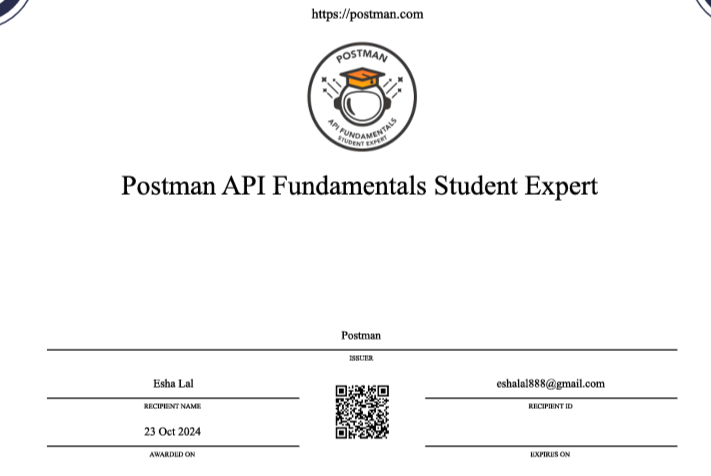 https://postman.com
POSTMAN
API FUNDAMENTALS
STUDENT EXPERT
Postman API Fundamentals Student Expert
Postman
ISSUER
Esha Lal
eshalal888@gmail.com
RECIPIENT NAME
RECIPIENT ID
23 Oct 2024
AWARDED ON
EXPIRES ON